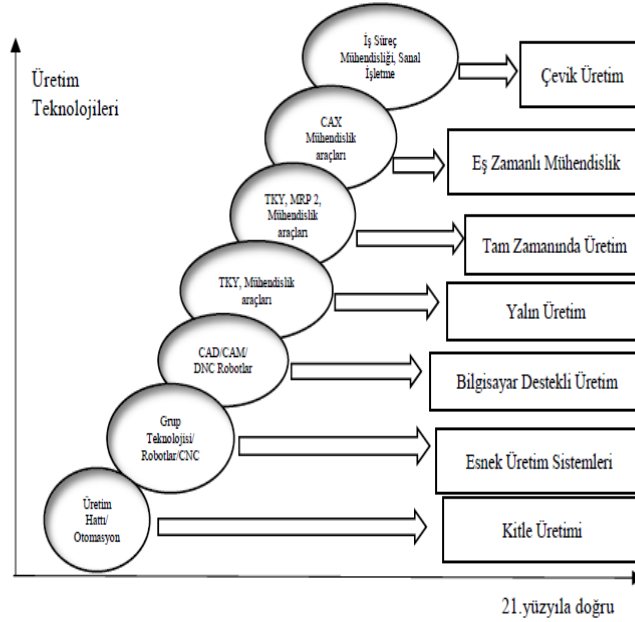 Üretim
Teknolojileri
İş Süreç
Mühendisliği, Sanal
İşletme
Çevik Üretim
CAX
Mühendislik
araçları
Eş Zamanlı Mühendislik
TKY, MRP 2,
Mühendislik
araçları
Tam Zamanında Üretim
TKY, Mühendislik
araçları
Yalın Üretim
CAD/CAM/
DNC Robotlar
Bilgisayar Destekli Üretim
Grup
Teknolojisi/
Robotlar/CNC
Esnek Üretim Sistemleri
Üretim
Hattı/
Otomasyon
Kitle Üretimi
21.yüzyıla doğru